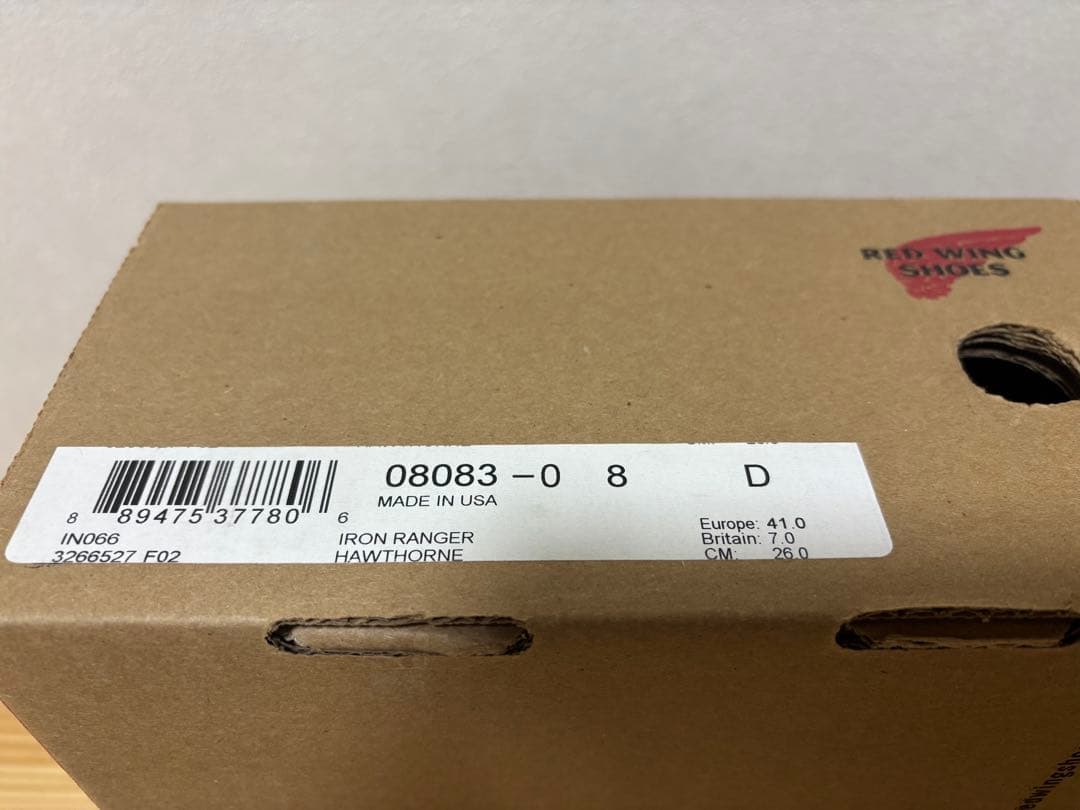 RED WING
SHOES
08083 -0 8 D
MADE IN USA
8 89475 37780 6
IN066
3266527 F02
IRON RANGER
HAWTHORNE
Europe: 41.0
Britain: 7.0
CM: 26.0